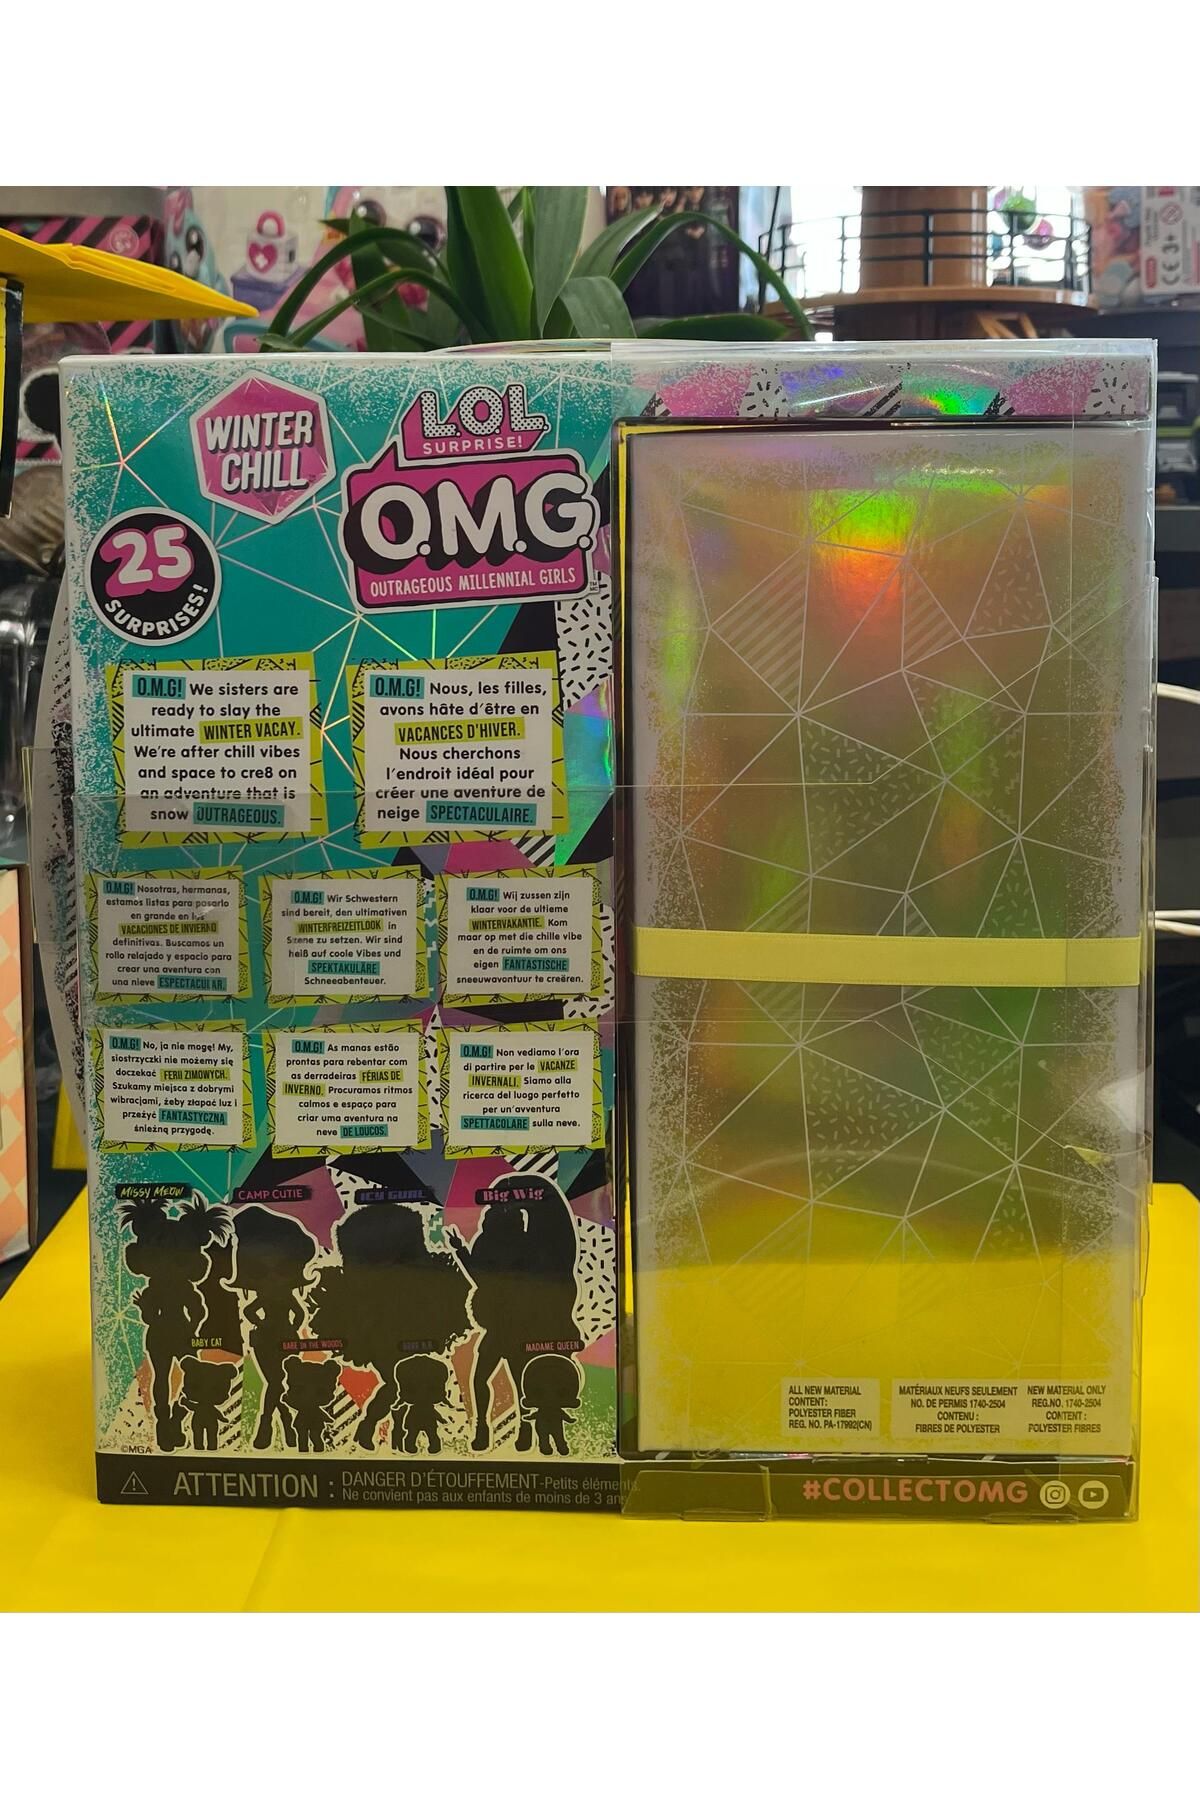 WINTER
CHILL
L.O.L.
SURPRISE!
O.M.G.
OUTRAGEOUS MILLENNIAL GIRLS
TM
MC
25
SURPRISES!
O.M.G! We sisters are
ready to slay the
ultimate WINTER VACAY.
We're after chill vibes
and space to cre8 on
an adventure that is
snow OUTRAGEOUS.
O.M.G! Nous, les filles,
avons hâte d'être en
VACANCES D'HIVER.
Nous cherchons
l'endroit idéal pour
créer une aventure de
neige SPECTACULAIRE.
O.M.G! Nosotras, hermanas,
estamos listas para pasarlo
en grande en las
VACACIONES DE INVIERNO
definitivas. Buscamos un
rollo relajado y espacio para
crear una aventura con
una nieve ESPECTACULAR.
O.M.G! Wir Schwestern
sind bereit, den ultimativen
WINTERFREIZEITLOOK in
Szene zu setzen. Wir sind
heiß auf coole Vibes und
SPEKTAKULÄRE
Schneeabenteuer.
O.M.G! Wij zussen zijn
klaar voor de ultieme
WINTERVAKANTIE. Kom
maar op met die chille vibe
en de ruimte om ons
eigen FANTASTISCHE
sneeuwavontuur te creëren.
O.M.G! No, ja nie mogę! My,
siostrzyczki nie możemy się
doczekać FERII ZIMOWYCH.
Szukamy miejsca z dobrymi
wibracjami, żeby złapać luz i
przeżyć FANTASTYCZNĄ
śnieżną przygodę.
O.M.G! As manas estão
prontas para rebentar com
as derradeiras FÉRIAS DE
INVERNO. Procuramos ritmos
calmos e espaço para
criar uma aventura na
neve DE LOUCOS.
O.M.G! Non vediamo l'ora
di partire per le VACANZE
INVERNALI. Siamo alla
ricerca del luogo perfetto
per un'avventura
SPETTACOLARE sulla neve.
MISSY MEOW
CAMP CUTIE
ICY GURL
BIG WIG
BABY CAT
BABE IN THE WOODS
BRRR B.B.
MADAME QUEEN
©MGA
ATTENTION :
DANGER D'ÉTOUFFEMENT-Petits éléments.
Ne convient pas aux enfants de moins de 3 ans
ALL NEW MATERIAL
CONTENT:
POLYESTER FIBER
REG. NO. PA-17992(CN)
MATÉRIAUX NEUFS SEULEMENT
NO. DE PERMIS 1740-2504
CONTENU :
FIBRES DE POLYESTER
NEW MATERIAL ONLY
REG.NO. 1740-2504
CONTENT :
POLYESTER FIBRES
#COLLECTOMG
CE 3+